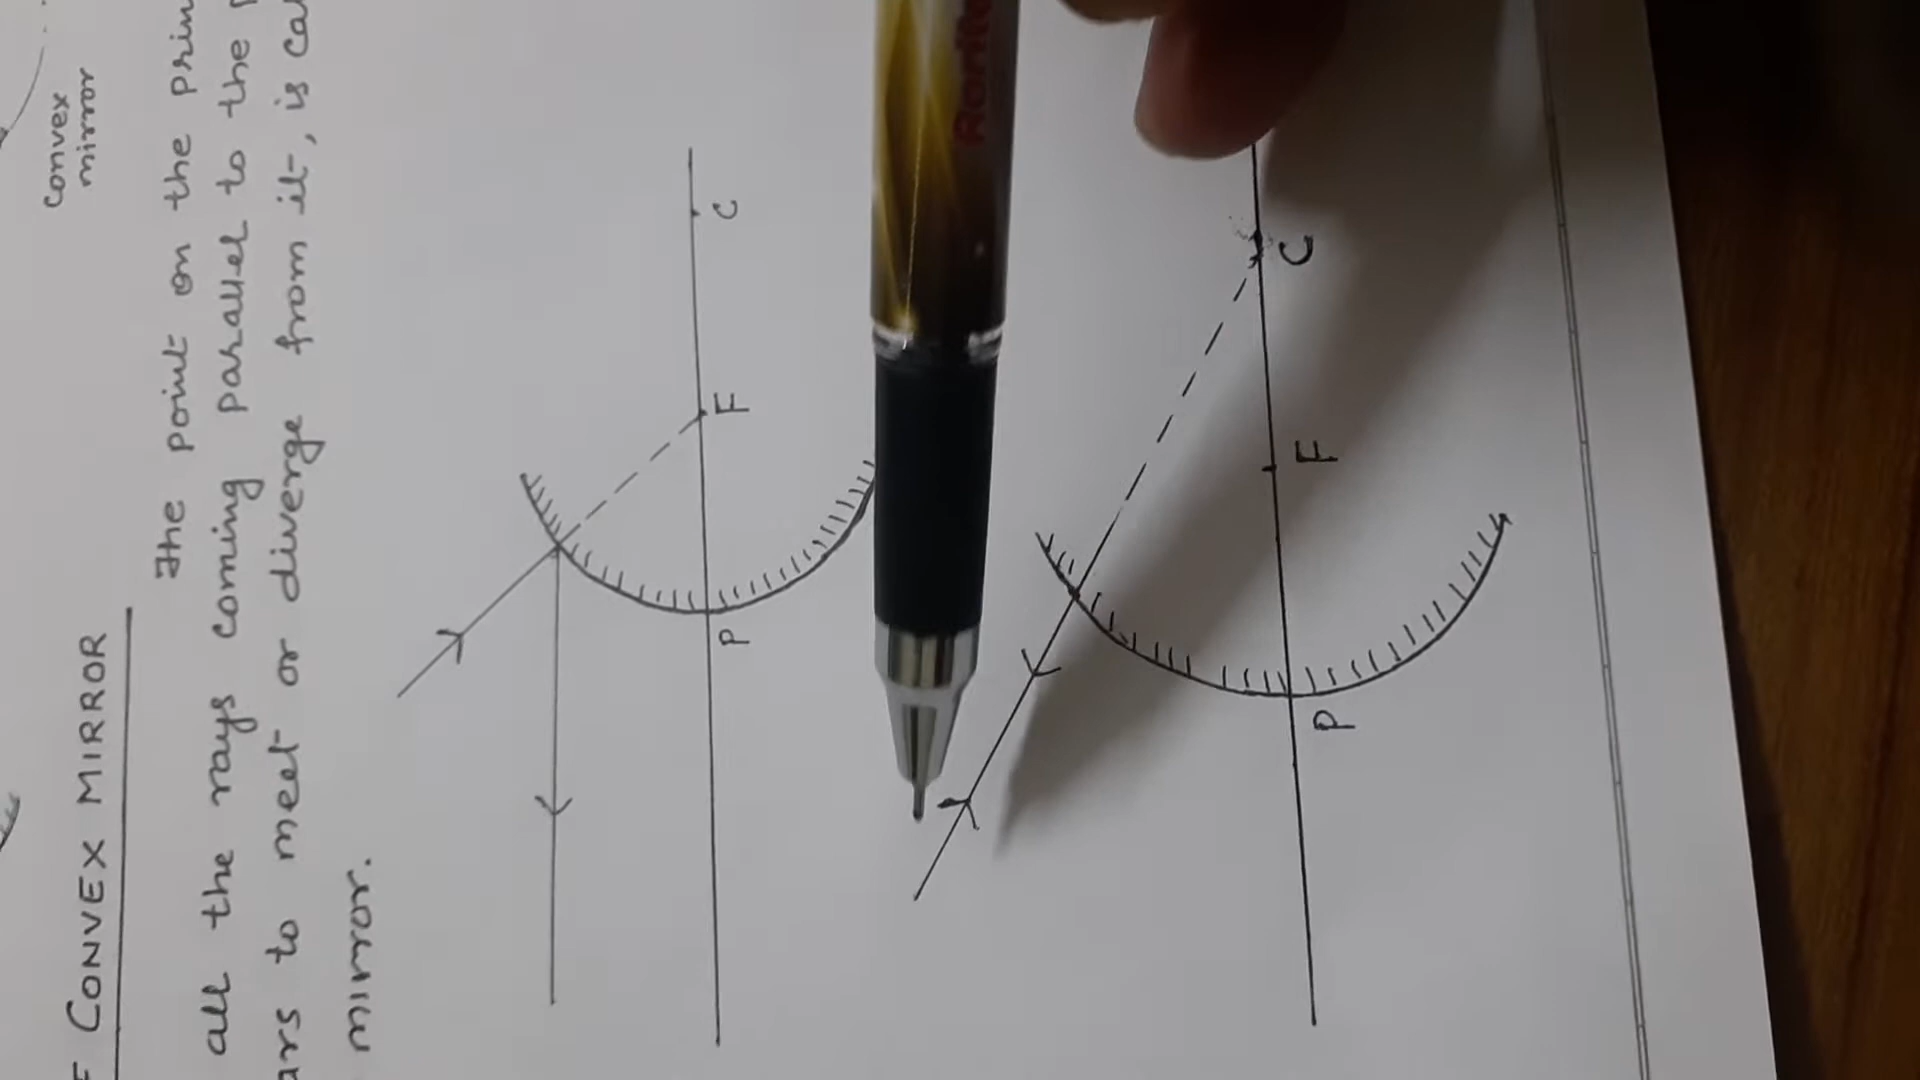 convex
mirror
CONVEX MIRROR
The point on the prin
all the rays coming parallel to the
ars to meet or diverge from it, is ca
mirror.
P F C
P F C